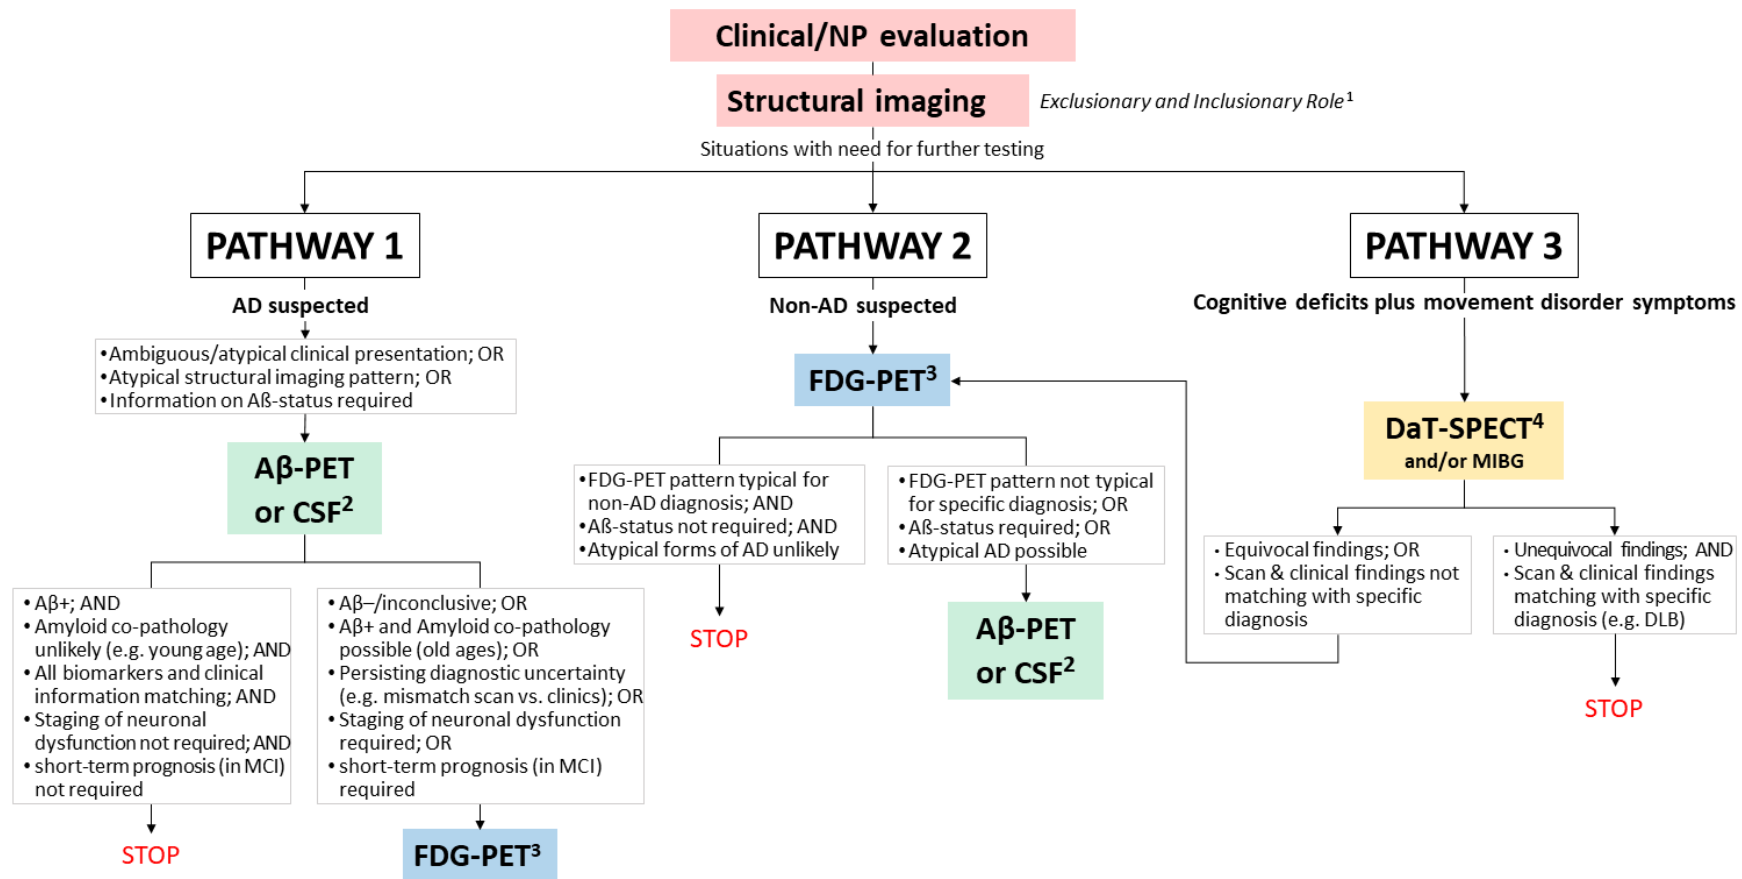 Clinical/NP evaluation
Structural imaging
Exclusionary and Inclusionary Role¹
Situations with need for further testing
PATHWAY 1
AD suspected
•Ambiguous/atypical clinical presentation; OR
•Atypical structural imaging pattern; OR
•Information on Aß-status required
Aβ-PET
or CSF²
• Aβ+; AND
• Amyloid co-pathology
unlikely (e.g. young age); AND
• All biomarkers and clinical
information matching; AND
• Staging of neuronal
dysfunction not required; AND
• short-term prognosis (in MCI)
not required
STOP
• Aβ–/inconclusive; OR
• Aβ+ and Amyloid co-pathology
possible (old ages); OR
• Persisting diagnostic uncertainty
(e.g. mismatch scan vs. clinics); OR
• Staging of neuronal dysfunction
required; OR
• short-term prognosis (in MCI)
required
FDG-PET³
PATHWAY 2
Non-AD suspected
FDG-PET³
•FDG-PET pattern typical for
non-AD diagnosis; AND
•Aß-status not required; AND
•Atypical forms of AD unlikely
STOP
•FDG-PET pattern not typical
for specific diagnosis; OR
•Aß-status required; OR
•Atypical AD possible
Aβ-PET
or CSF²
PATHWAY 3
Cognitive deficits plus movement disorder symptoms
DaT-SPECT⁴
and/or MIBG
• Equivocal findings; OR
• Scan & clinical findings not
matching with specific
diagnosis
• Unequivocal findings; AND
• Scan & clinical findings
matching with specific
diagnosis (e.g. DLB)
STOP